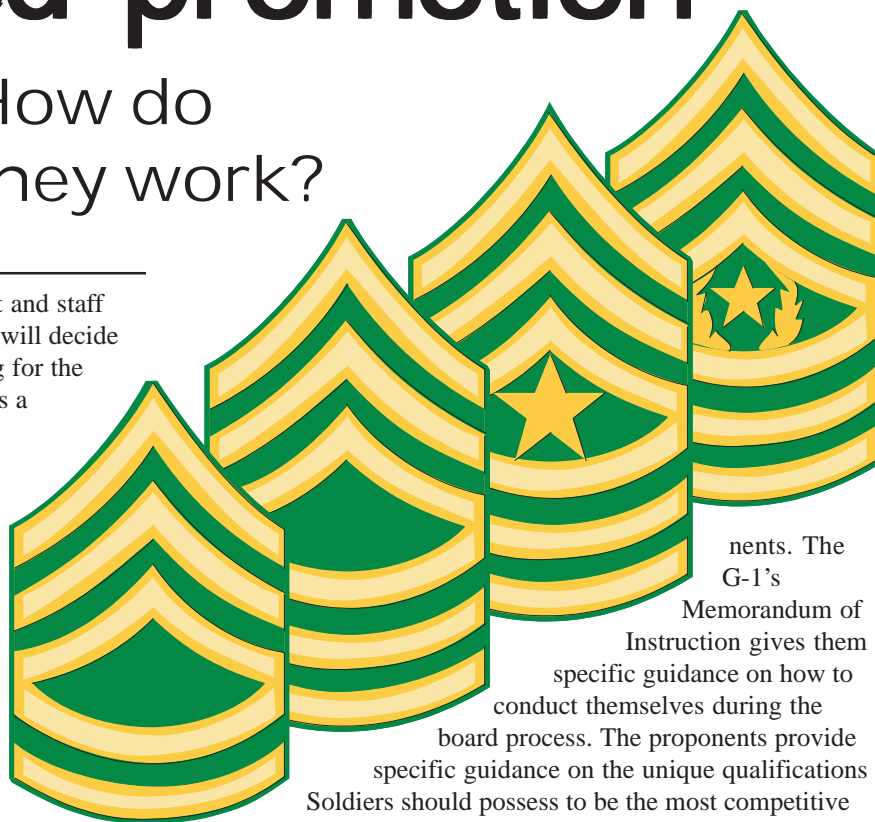 ed promotion
How do
they work?
t and staff
will decide
g for the
s a
nents. The
G-1's
Memorandum of
Instruction gives them
specific guidance on how to
conduct themselves during the
board process. The proponents provide
specific guidance on the unique qualifications
Soldiers should possess to be the most competitive